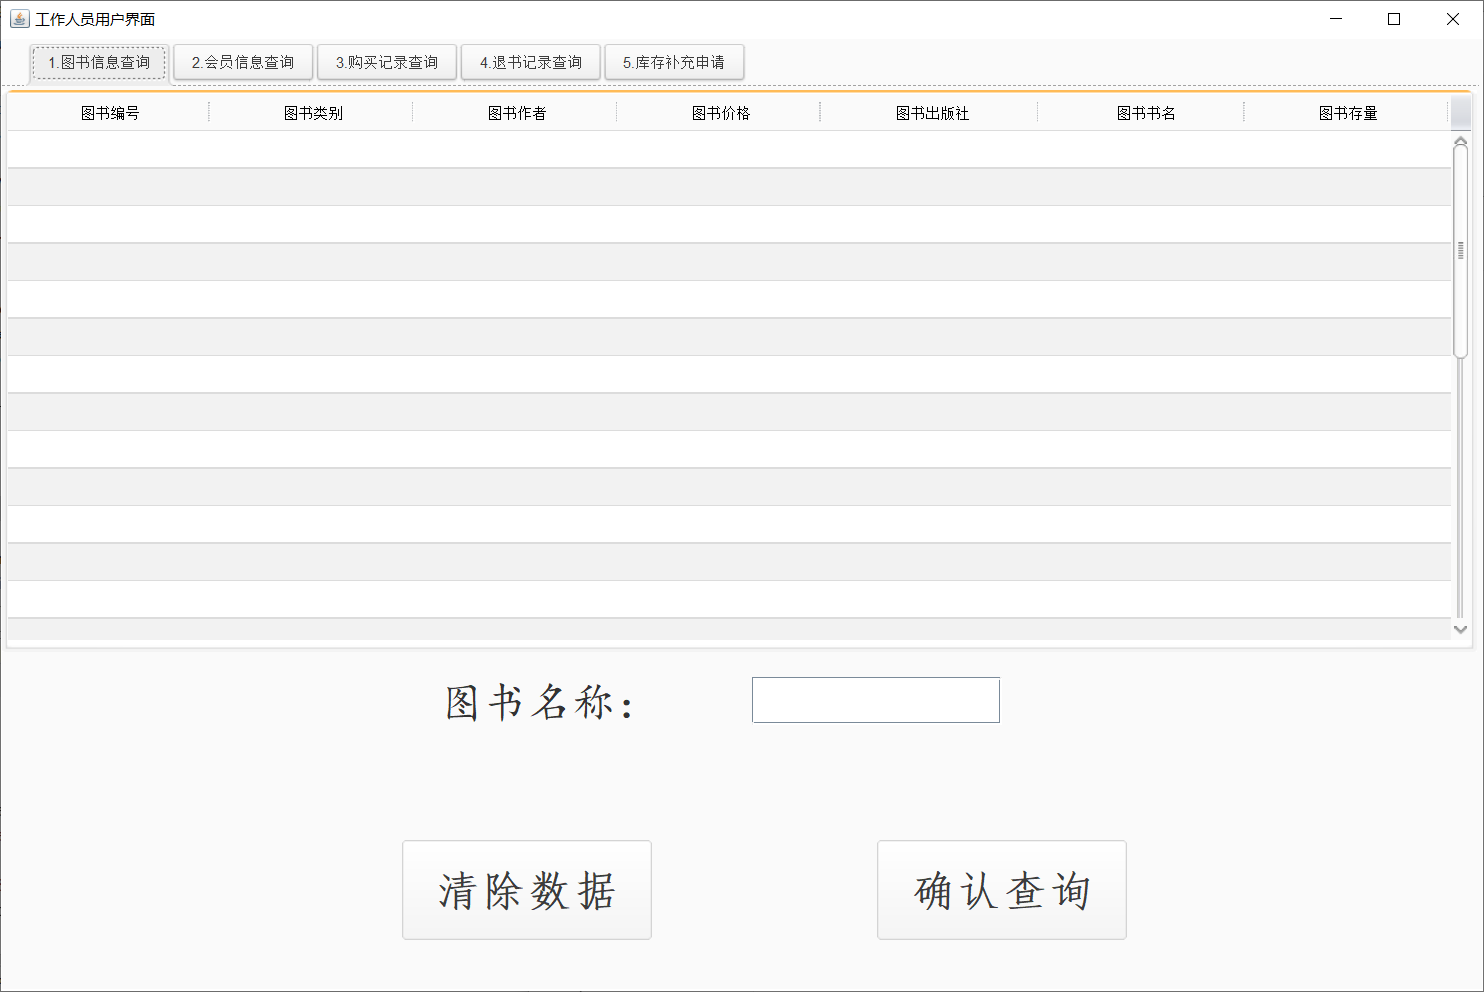 工作人员用户界面
1.图书信息查询 2.会员信息查询 3.购买记录查询 4.退书记录查询 5.库存补充申请
图书编号 图书类别 图书作者 图书价格 图书出版社 图书书名 图书存量
图书名称：
清除数据 确认查询